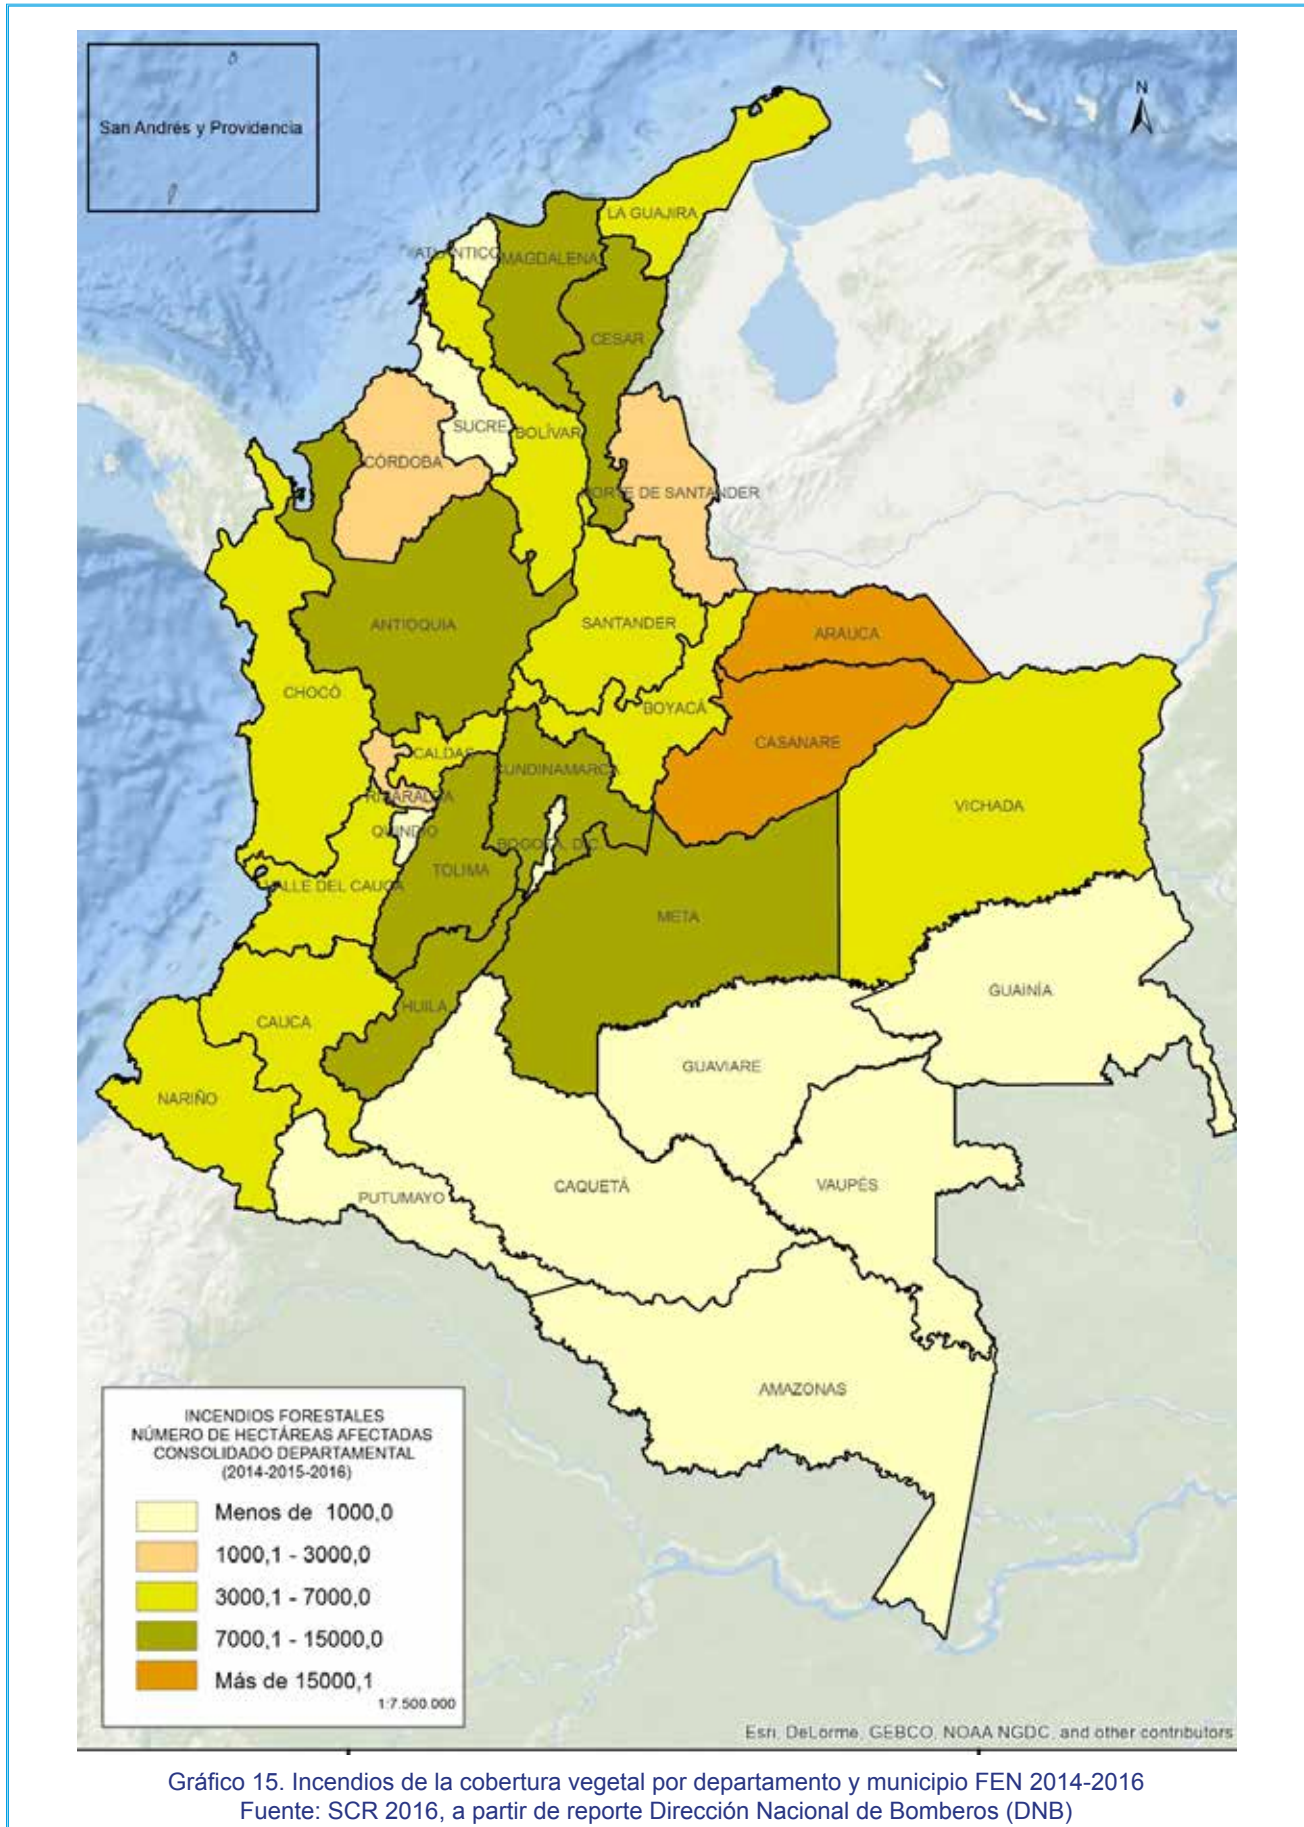 San Andrés y Providencia
N
LA GUAJIRA
ATLÁNTICO
MAGDALENA
CESAR
SUCRE
BOLÍVAR
CÓRDOBA
NORTE DE SANTANDER
ANTIOQUIA
SANTANDER
ARAUCA
CHOCÓ
BOYACÁ
CASANARE
CALDAS
CUNDINAMARCA
RISARALDA
VICHADA
QUINDÍO
BOGOTÁ, D.C.
TOLIMA
VALLE DEL CAUCA
META
GUAINÍA
HUILA
CAUCA
GUAVIARE
NARIÑO
CAQUETÁ
VAUPÉS
PUTUMAYO
AMAZONAS
INCENDIOS FORESTALES
NÚMERO DE HECTÁREAS AFECTADAS
CONSOLIDADO DEPARTAMENTAL
(2014-2015-2016)
Menos de 1000,0
1000,1 - 3000,0
3000,1 - 7000,0
7000,1 - 15000,0
Más de 15000,1
1:7.500.000
Esri, DeLorme, GEBCO, NOAA NGDC, and other contributors
Gráfico 15. Incendios de la cobertura vegetal por departamento y municipio FEN 2014-2016
Fuente: SCR 2016, a partir de reporte Dirección Nacional de Bomberos (DNB)